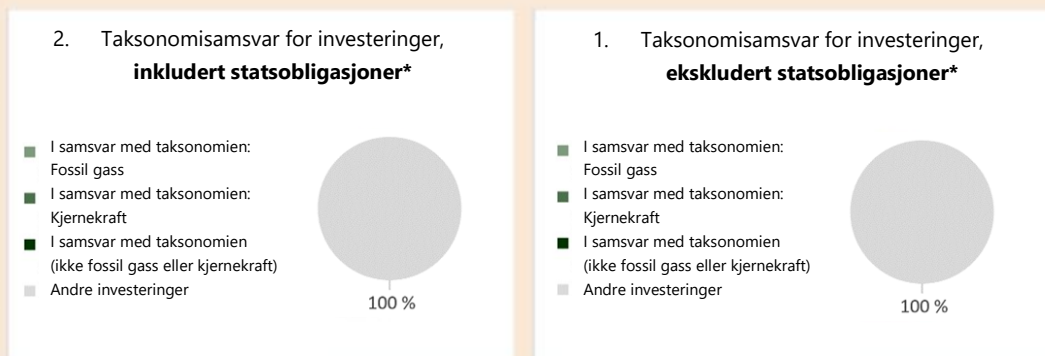 2. Taksonomisamsvar for investeringer,
inkludert statsobligasjoner*
I samsvar med taksonomien:
Fossil gass
I samsvar med taksonomien:
Kjernekraft
I samsvar med taksonomien
(ikke fossil gass eller kjernekraft)
Andre investeringer
100 %
1. Taksonomisamsvar for investeringer,
ekskludert statsobligasjoner*
I samsvar med taksonomien:
Fossil gass
I samsvar med taksonomien:
Kjernekraft
I samsvar med taksonomien
(ikke fossil gass eller kjernekraft)
Andre investeringer
100 %